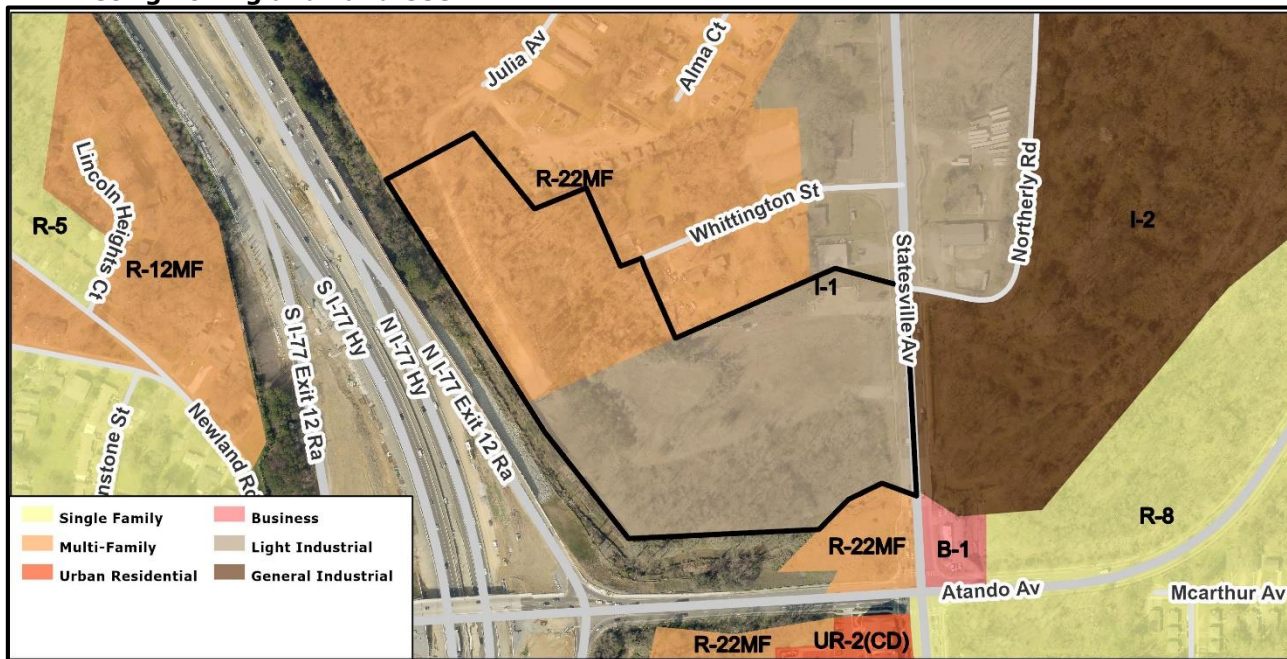 Julia Av
Alma Ct
Lincoln Heights Ct
R-5
R-12MF
R-22MF
Whittington St
Northerly Rd
I-2
Statesville Av
I-1
S I-77 Hy
S I-77 Exit 12 Ra
N I-77 Hy
N I-77 Exit 12 Ra
Newland Rd
nstone St
R-22MF
B-1
R-8
Atando Av
Mcarthur Av
R-22MF
UR-2(CD)
Single Family
Business
Multi-Family
Light Industrial
Urban Residential
General Industrial